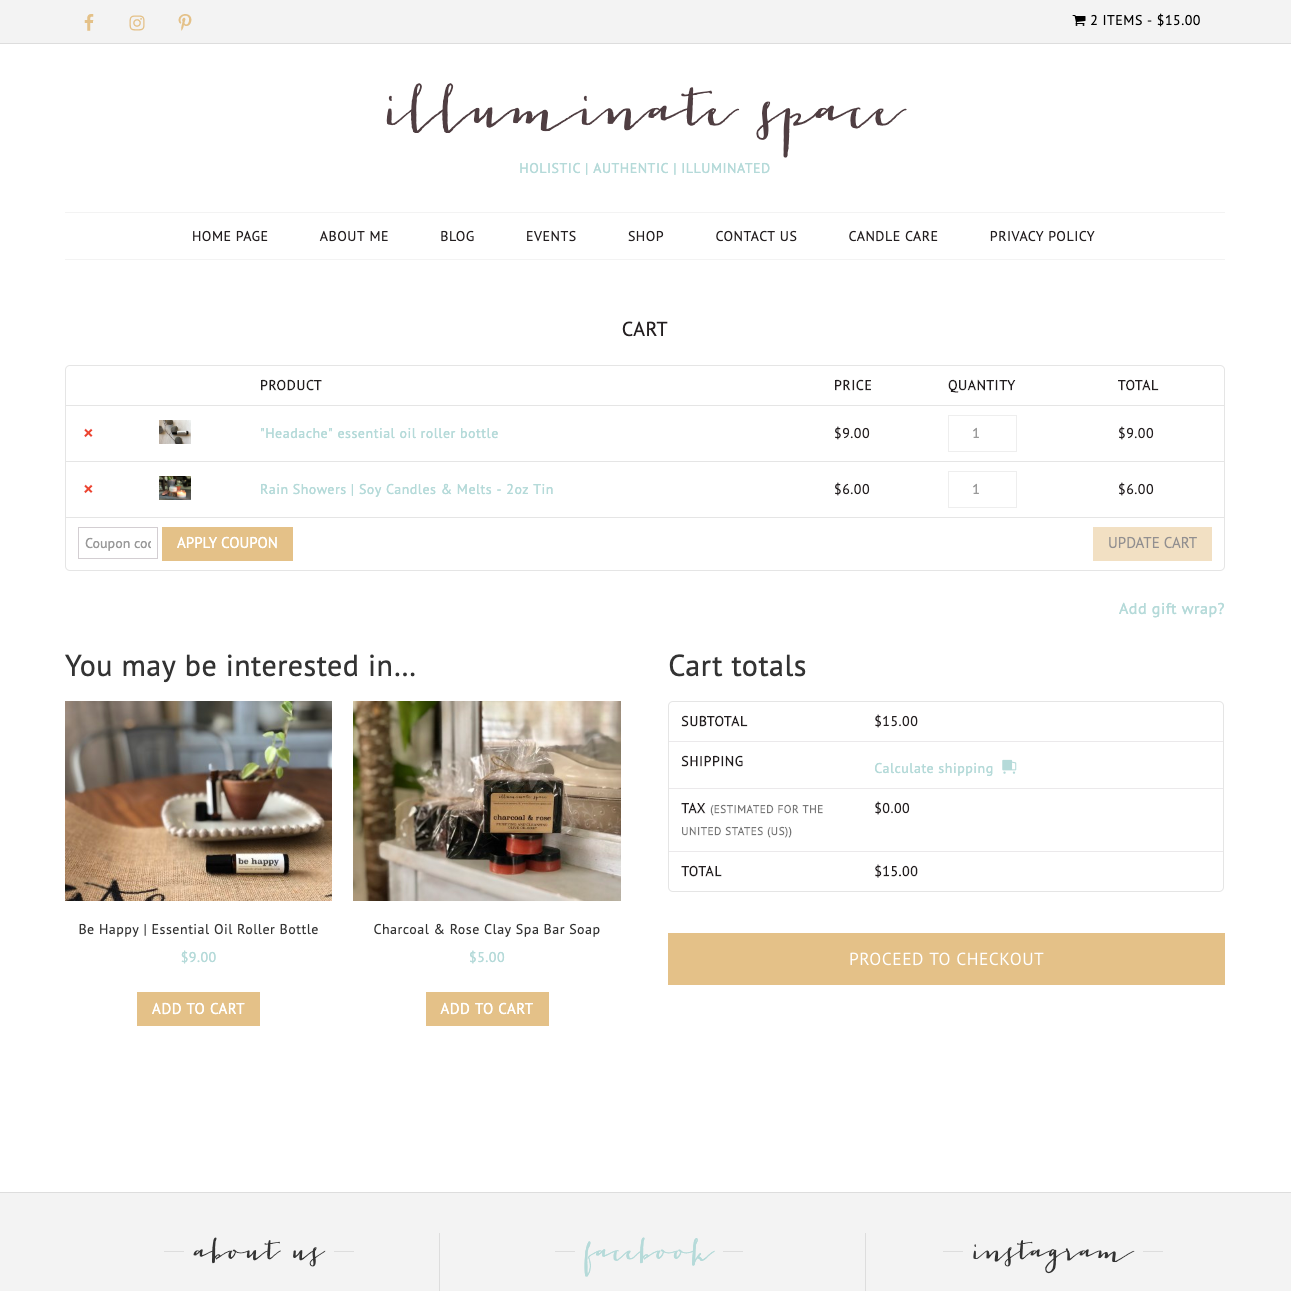 2 ITEMS - $15.00
illuminate space
HOLISTIC | AUTHENTIC | ILLUMINATED
HOME PAGE ABOUT ME BLOG EVENTS SHOP CONTACT US CANDLE CARE PRIVACY POLICY
CART
PRODUCT PRICE QUANTITY TOTAL
× "Headache" essential oil roller bottle $9.00 1 $9.00
× Rain Showers | Soy Candles & Melts - 2oz Tin $6.00 1 $6.00
Coupon coc APPLY COUPON UPDATE CART
Add gift wrap?
You may be interested in...
be happy
Be Happy | Essential Oil Roller Bottle
$9.00
ADD TO CART
illuminate space
charcoal & rose
Charcoal & Rose Clay Spa Bar Soap
$5.00
ADD TO CART
Cart totals
SUBTOTAL $15.00
SHIPPING Calculate shipping
TAX (ESTIMATED FOR THE $0.00
UNITED STATES (US))
TOTAL $15.00
PROCEED TO CHECKOUT
about us facebook instagram